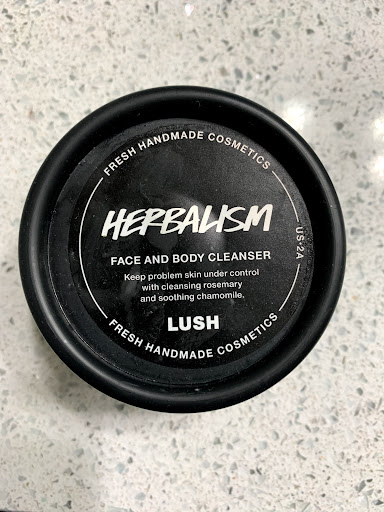 FRESH HANDMADE COSMETICS
HERBALISM
FACE AND BODY CLEANSER
Keep problem skin under control
with cleansing rosemary
and soothing chamomile.
LUSH
FRESH HANDMADE COSMETICS
US-2A